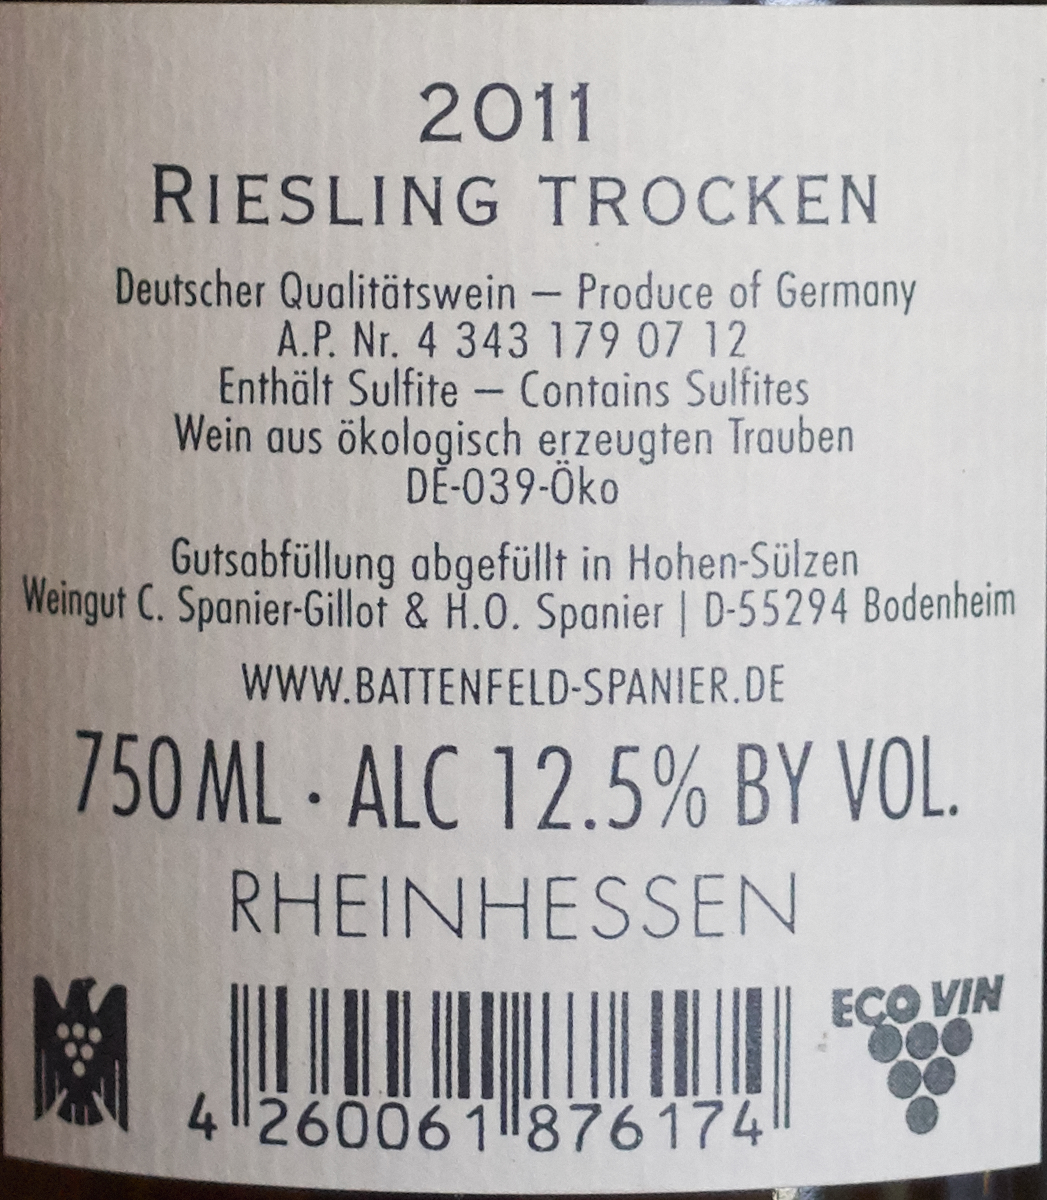 2011
RIESLING TROCKEN
Deutscher Qualitätswein – Produce of Germany
A.P. Nr. 4 343 179 07 12
Enthält Sulfite – Contains Sulfites
Wein aus ökologisch erzeugten Trauben
DE-039-Öko
Gutsabfüllung abgefüllt in Hohen-Sülzen
Weingut C. Spanier-Gillot & H.O. Spanier | D-55294 Bodenheim
WWW.BATTENFELD-SPANIER.DE
750 ML · ALC 12.5% BY VOL.
RHEINHESSEN
ECO VIN
4 260061 876174